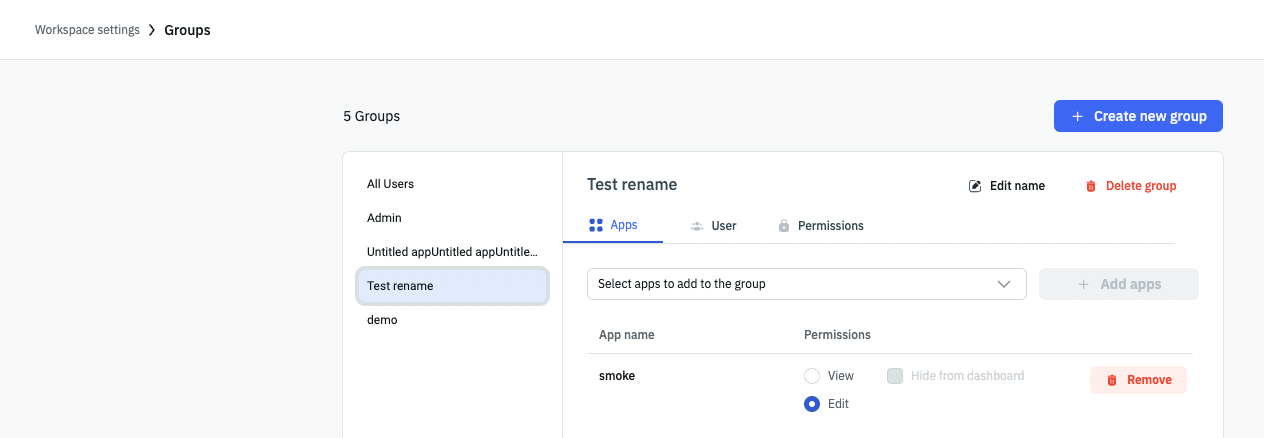 Workspace settings > Groups
5 Groups
+ Create new group
All Users
Admin
Untitled appUntitled appUntitle...
Test rename
demo
Test rename
Edit name
Delete group
Apps
User
Permissions
Select apps to add to the group
+ Add apps
App name
Permissions
smoke
View
Hide from dashboard
Remove
Edit